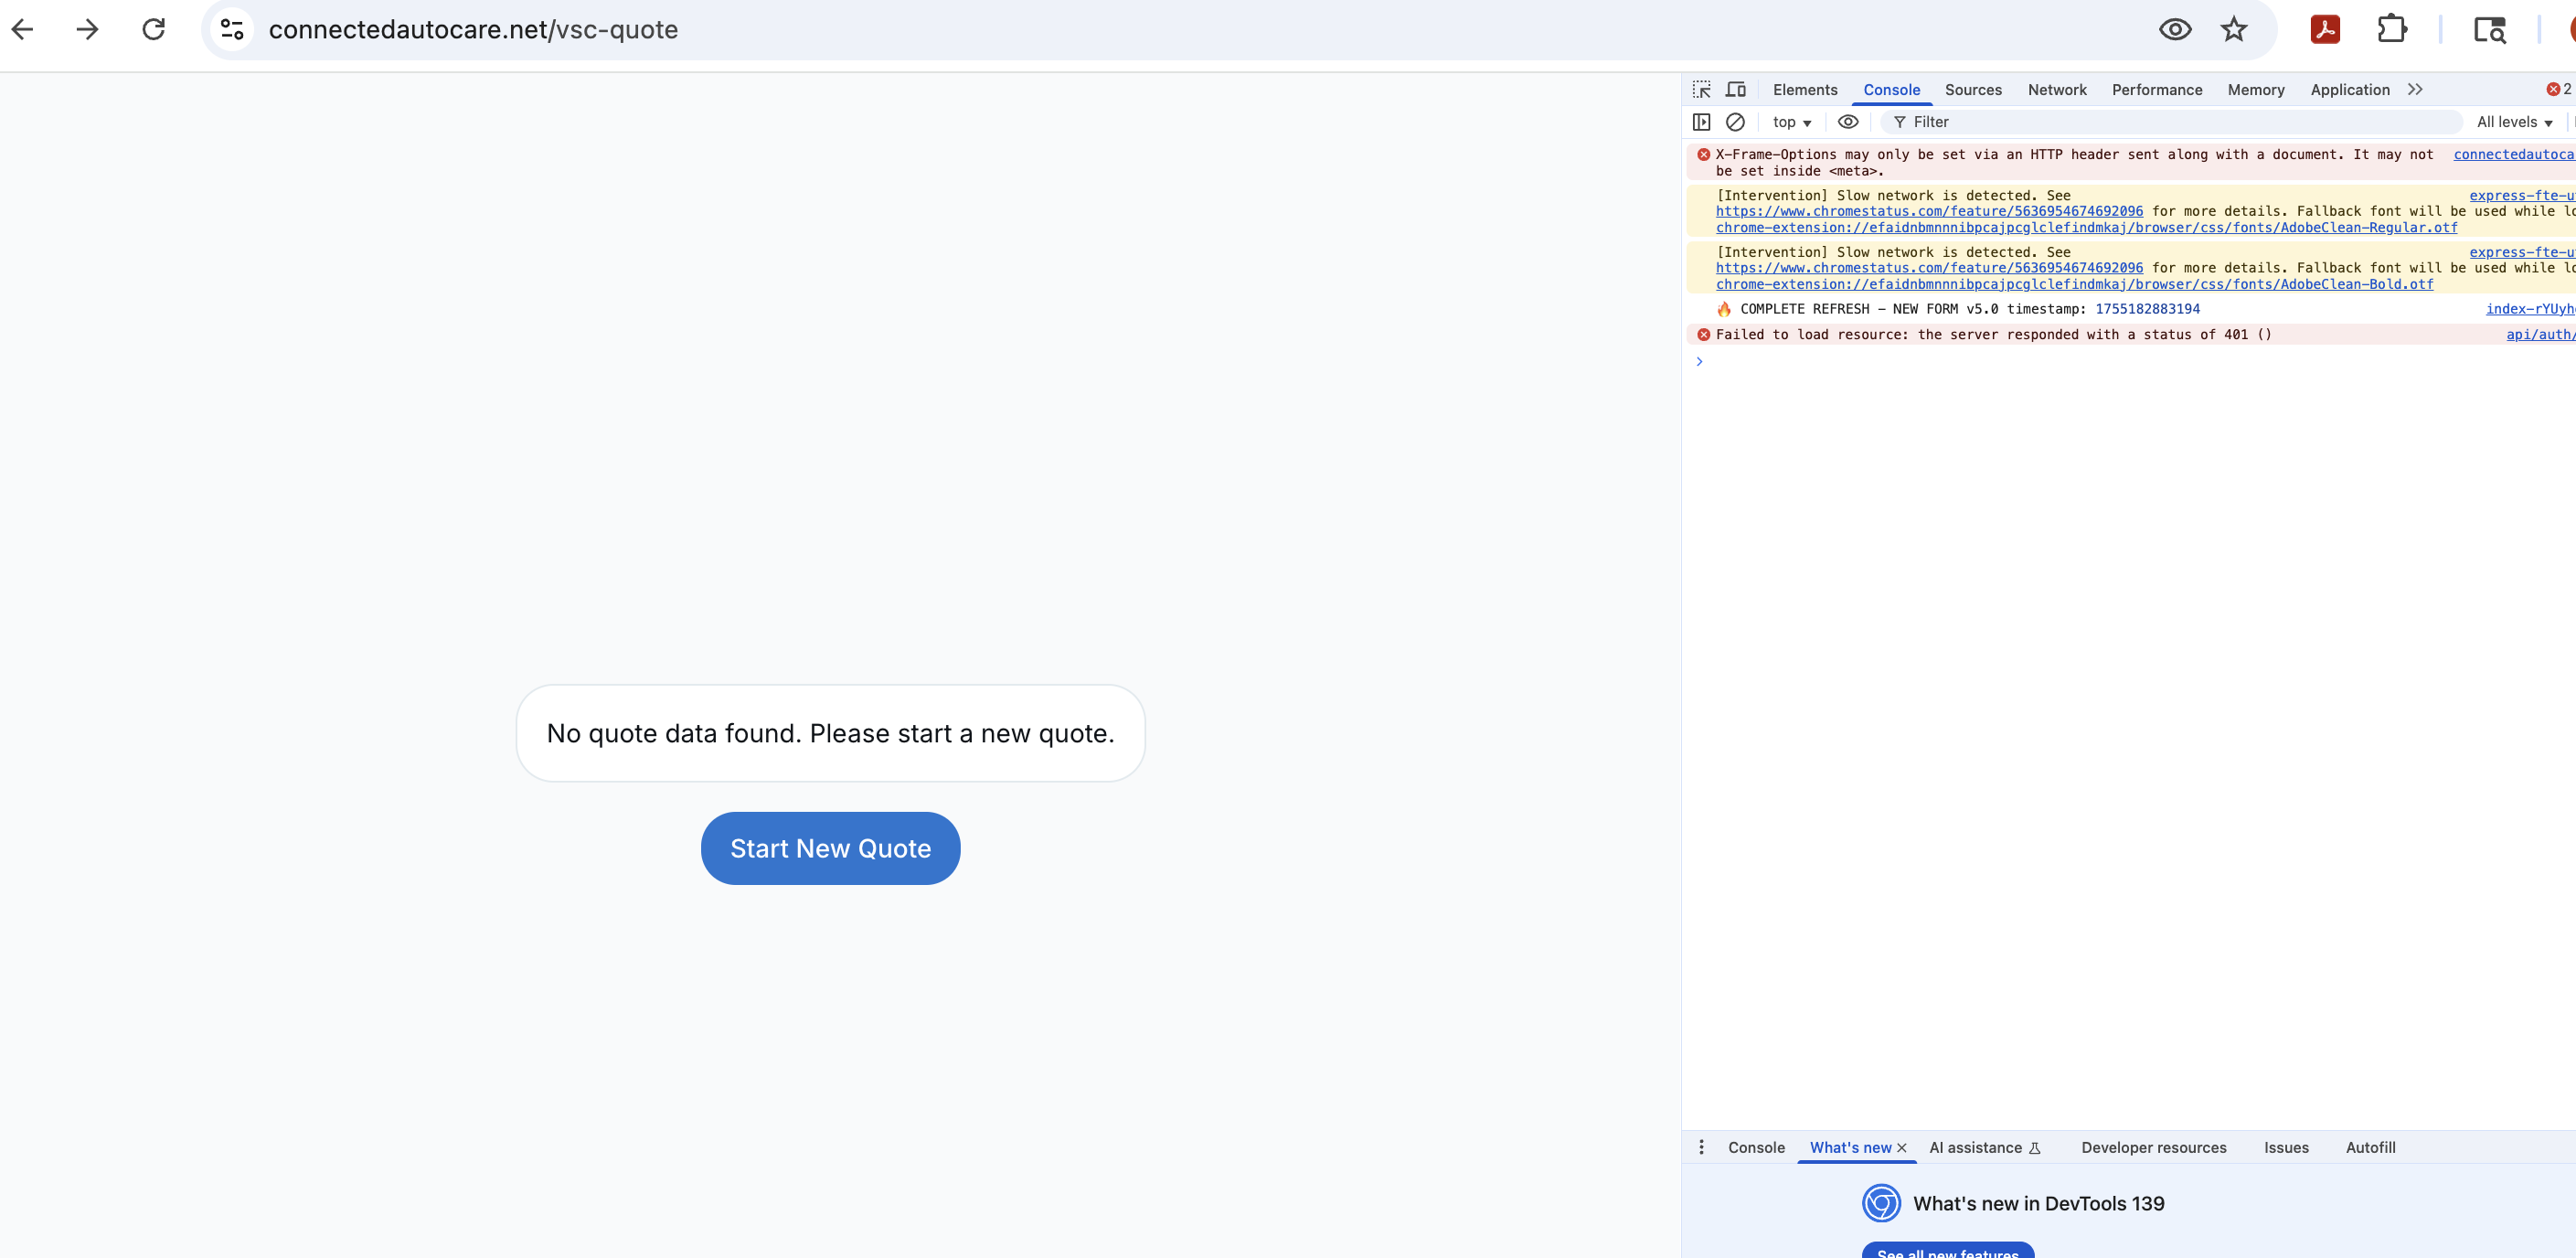 connectedautocare.net/vsc-quote
Elements Console Sources Network Performance Memory Application 2
top Filter All levels
X-Frame-Options may only be set via an HTTP header sent along with a document. It may not connectedautoca
be set inside <meta>.
[Intervention] Slow network is detected. See express-fte-u
https://www.chromestatus.com/feature/5636954674692096 for more details. Fallback font will be used while lo
chrome-extension://efaidnbmnnnibpcajpcglclefindmkaj/browser/css/fonts/AdobeClean-Regular.otf
[Intervention] Slow network is detected. See express-fte-u
https://www.chromestatus.com/feature/5636954674692096 for more details. Fallback font will be used while lo
chrome-extension://efaidnbmnnnibpcajpcglclefindmkaj/browser/css/fonts/AdobeClean-Bold.otf
🔥 COMPLETE REFRESH – NEW FORM v5.0 timestamp: 1755182883194 index-rYUyh
Failed to load resource: the server responded with a status of 401 () api/auth/
No quote data found. Please start a new quote.
Start New Quote
Console What's new AI assistance Developer resources Issues Autofill
What's new in DevTools 139
See all new features